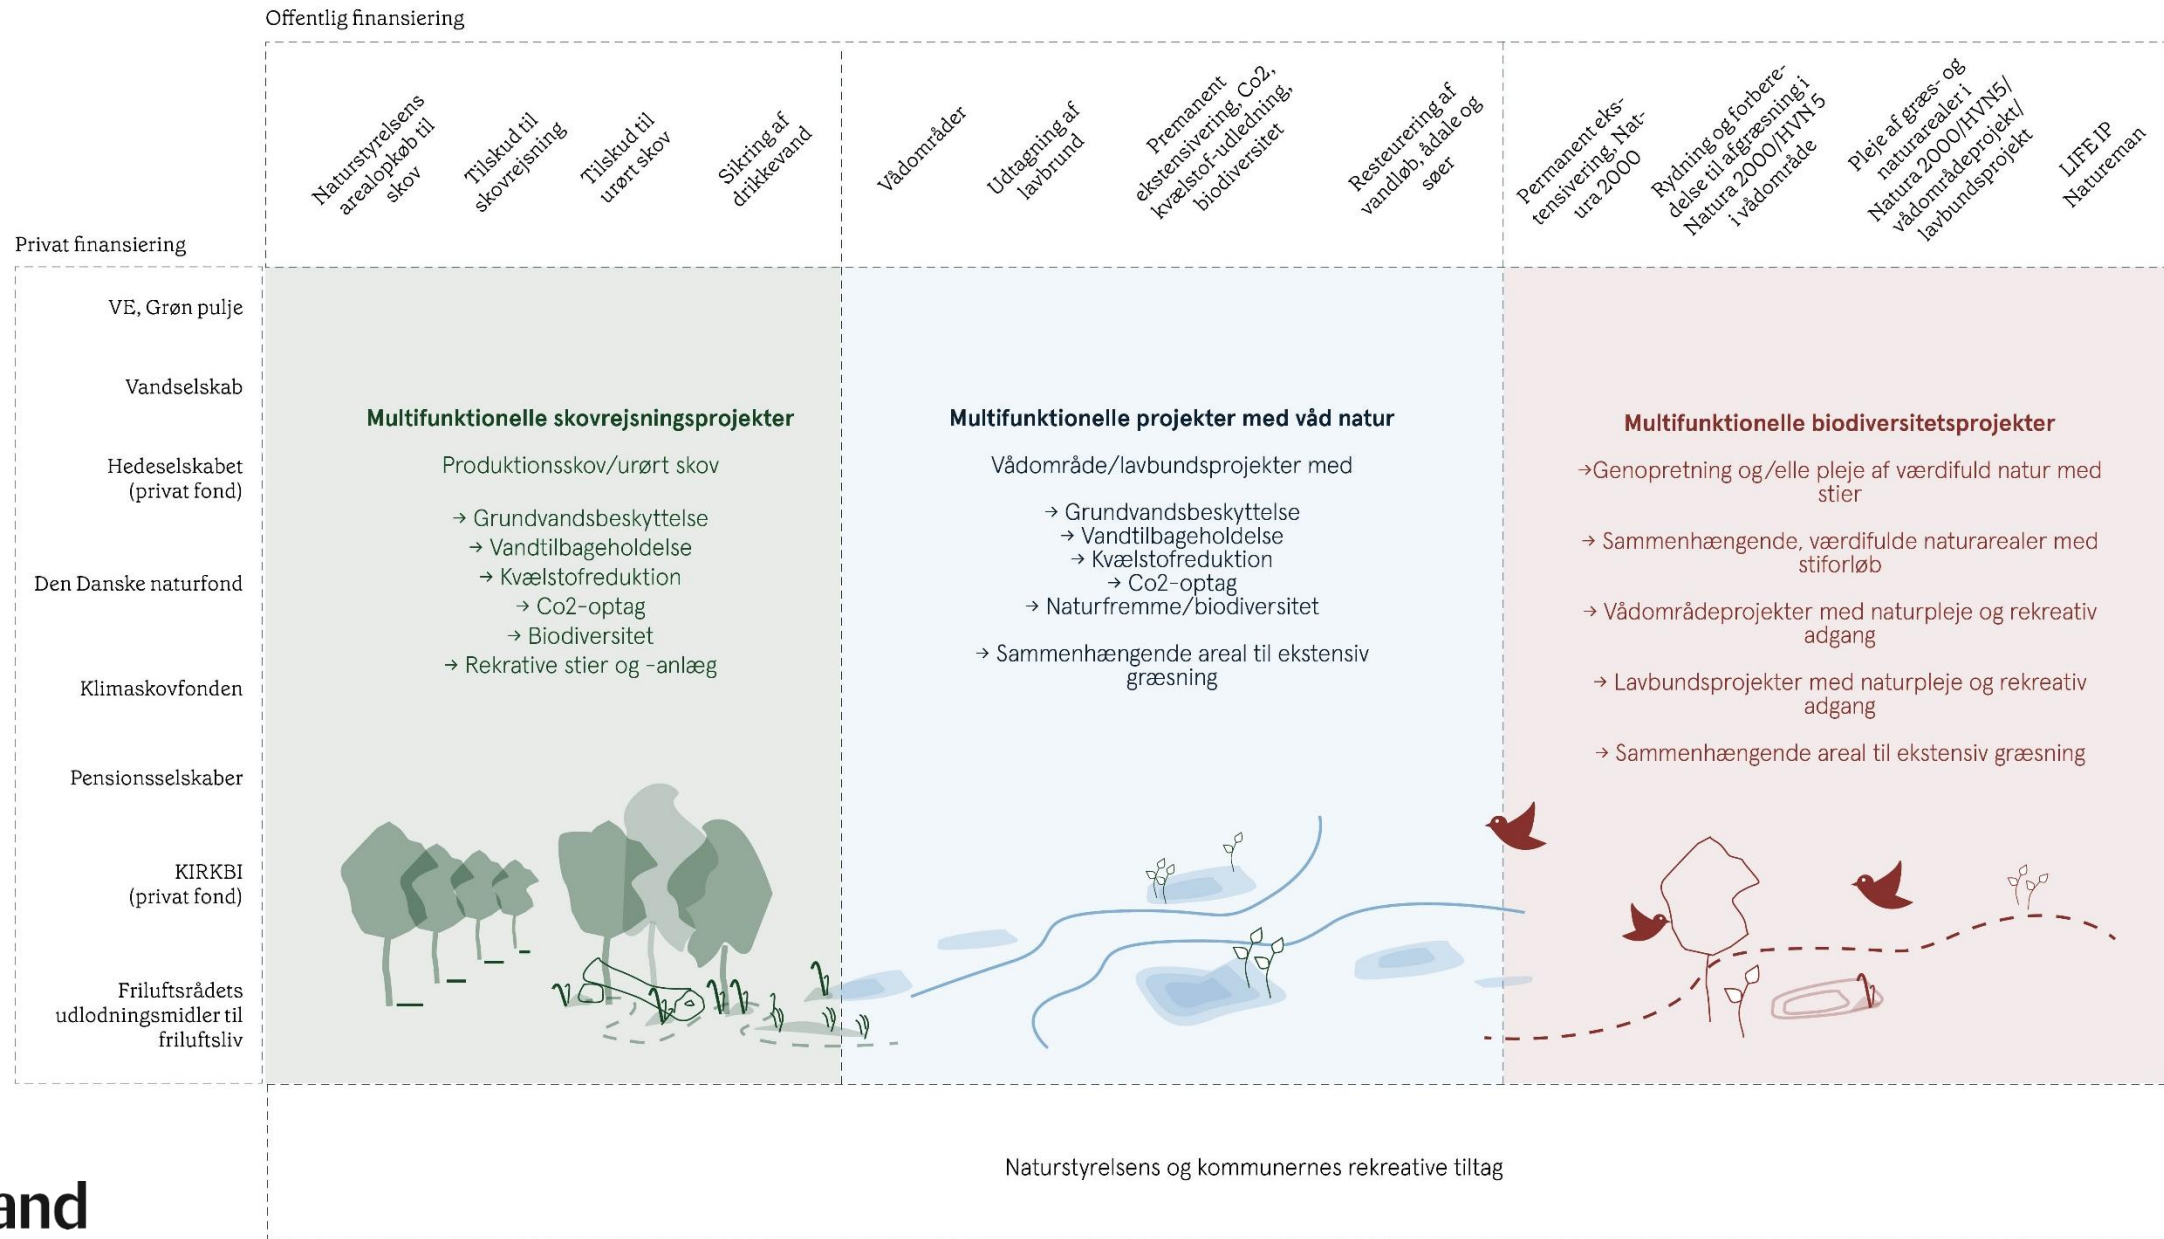 Offentlig finansiering
Naturstyrelsens
arealopkøb til
skov
Tilskud til
skovrejsning
Tilskud til
urørt skov
Sikring af
drikkevand
Vådområder
Udtagning af
lavbrund
Premanent
ekstensivering, Co2,
kvælstof-udledning,
biodiversitet
Resteurering af
vandløb, ådale og
søer
Permanent eks-
tensivering, Nat-
ura 2000
Rydning og forbere-
delse til afgræsning i
Natura 2000/HVN 5
i vådområde
Pleje af græs- og
naturarealer i
Natura 2000/HVN5/
vådområdeprojekt/
lavbundsprojekt
LIFE IP
Natureman
Privat finansiering
VE, Grøn pulje
Vandselskab
Hedeselskabet
(privat fond)
Den Danske naturfond
Klimaskovfonden
Pensionsselskaber
KIRKBI
(privat fond)
Friluftsrådets
udlodningsmidler til
friluftsliv
Multifunktionelle skovrejsningsprojekter
Produktionsskov/urørt skov
→ Grundvandsbeskyttelse
→ Vandtilbageholdelse
→ Kvælstofreduktion
→ Co2-optag
→ Biodiversitet
→ Rekrative stier og -anlæg
Multifunktionelle projekter med våd natur
Vådområde/lavbundsprojekter med
→ Grundvandsbeskyttelse
→ Vandtilbageholdelse
→ Kvælstofreduktion
→ Co2-optag
→ Naturfremme/biodiversitet
→ Sammenhængende areal til ekstensiv
græsning
Multifunktionelle biodiversitetsprojekter
→Genopretning og/elle pleje af værdifuld natur med
stier
→ Sammenhængende, værdifulde naturarealer med
stiforløb
→ Vådområdeprojekter med naturpleje og rekreativ
adgang
→ Lavbundsprojekter med naturpleje og rekreativ
adgang
→ Sammenhængende areal til ekstensiv græsning
Naturstyrelsens og kommunernes rekreative tiltag
and